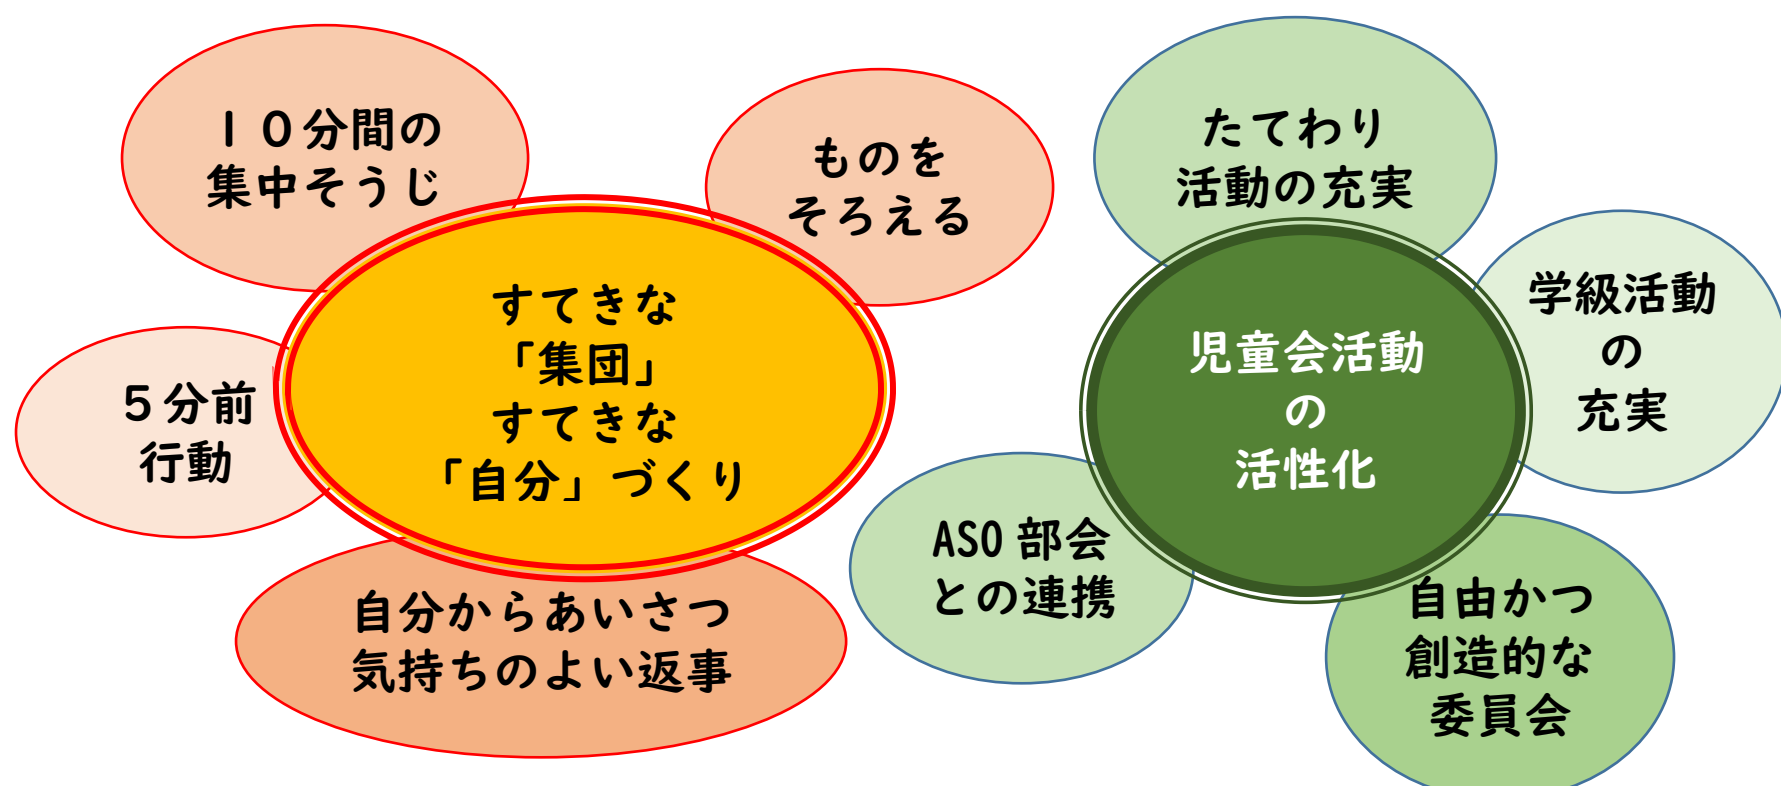 １０分間の
集中そうじ
ものを
そろえる
５分前
行動
すてきな
「集団」
すてきな
「自分」づくり
自分からあいさつ
気持ちのよい返事
たてわり
活動の充実
学級活動
の
充実
児童会活動
の
活性化
ASO 部会
との連携
自由かつ
創造的な
委員会